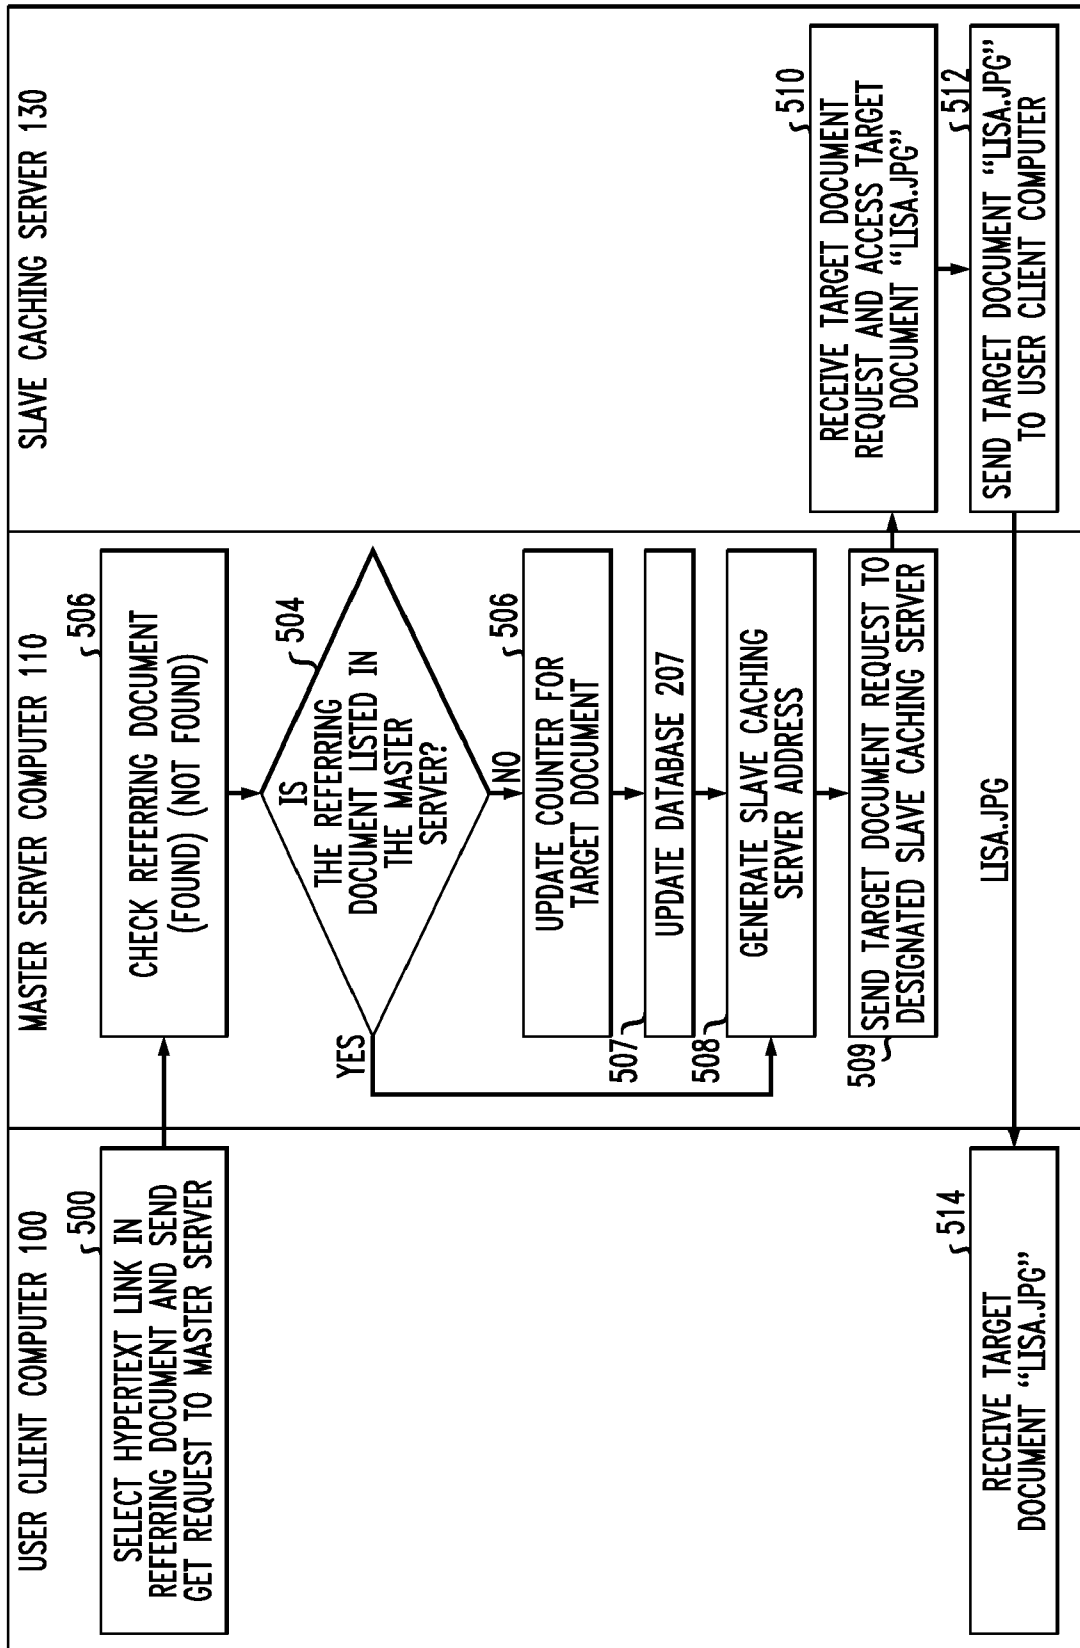 USER CLIENT COMPUTER 100
MASTER SERVER COMPUTER 110
SLAVE CACHING SERVER 130
500
SELECT HYPERTEXT LINK IN
REFERRING DOCUMENT AND SEND
GET REQUEST TO MASTER SERVER
506
CHECK REFERRING DOCUMENT
(FOUND) (NOT FOUND)
504
IS
THE REFERRING
DOCUMENT LISTED IN
THE MASTER
SERVER?
YES
NO
506
UPDATE COUNTER FOR
TARGET DOCUMENT
507
UPDATE DATABASE 207
508
GENERATE SLAVE CACHING
SERVER ADDRESS
509
SEND TARGET DOCUMENT REQUEST TO
DESIGNATED SLAVE CACHING SERVER
510
RECEIVE TARGET DOCUMENT
REQUEST AND ACCESS TARGET
DOCUMENT “LISA.JPG”
512
SEND TARGET DOCUMENT “LISA.JPG”
TO USER CLIENT COMPUTER
LISA.JPG
514
RECEIVE TARGET
DOCUMENT “LISA.JPG”